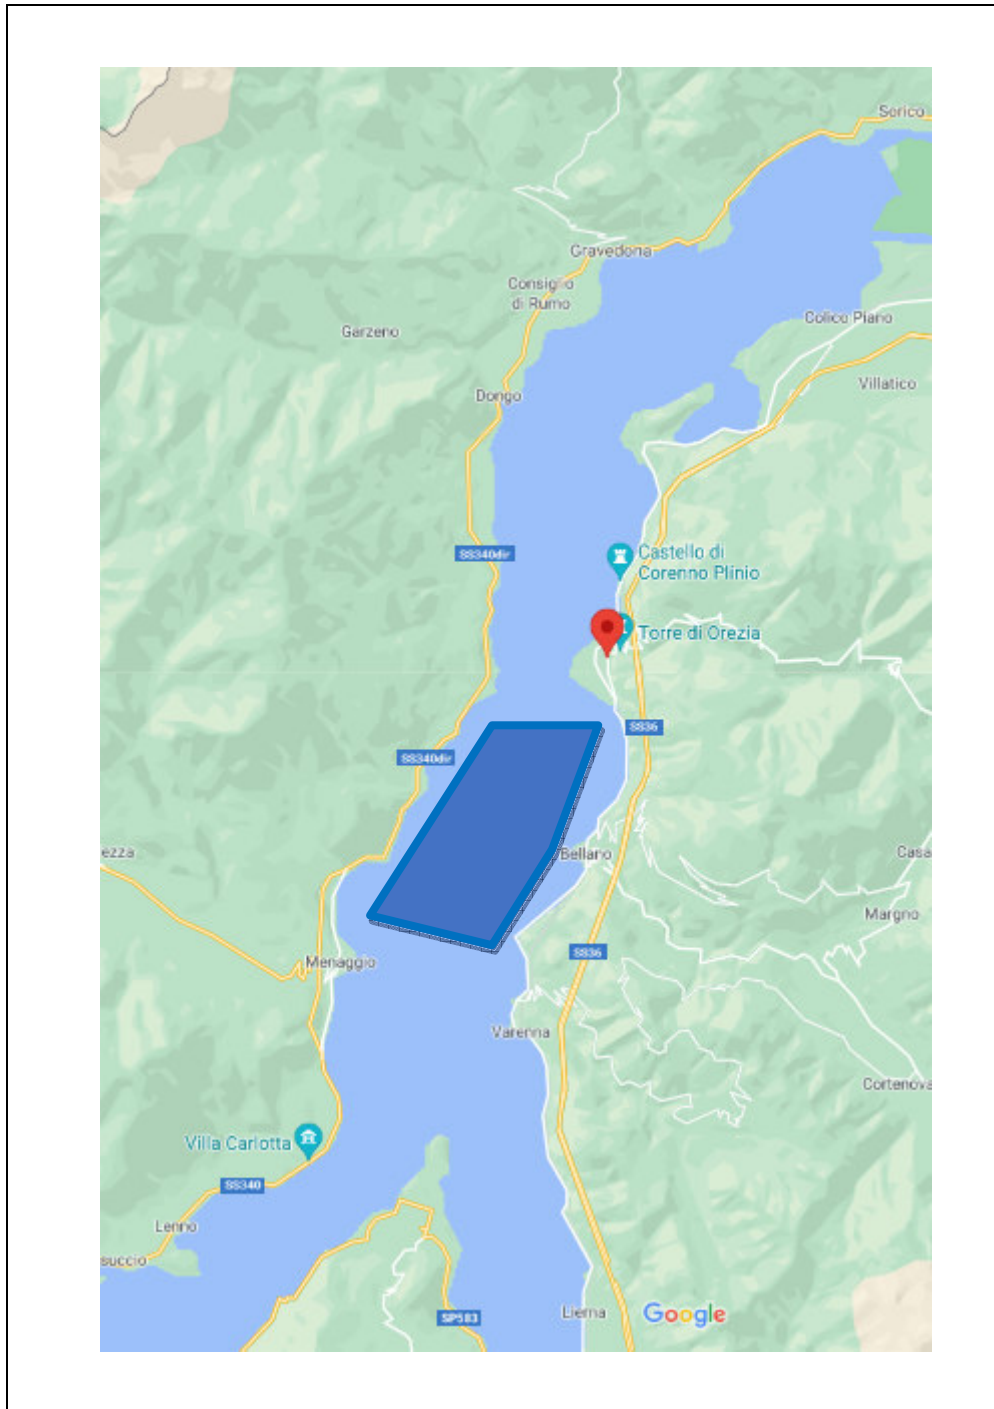 Sorico
Gravedona
Consiglio
di Rumo
Colico Piano
Garzeno
Villatico
Dongo
SS340dir
Castello di
Corenno Plinio
Torre di Orezia
SS36
SS340dir
ezza
Bellano
Casa
Margno
SS36
Menaggio
Varenna
Cortenova
Villa Carlotta
SS340
Lenno
succio
SP583
Lierna
Google